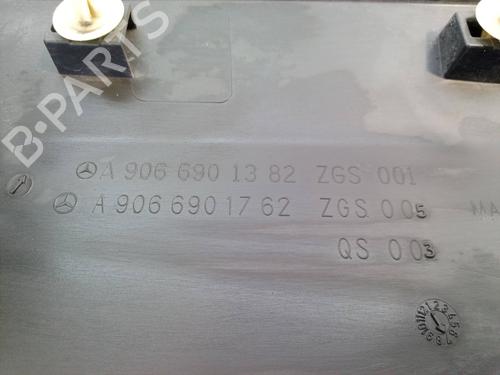 B-PARTS
A 906 690 13 82 ZGS 001
A 906 690 17 62 ZGS 005
QS 003